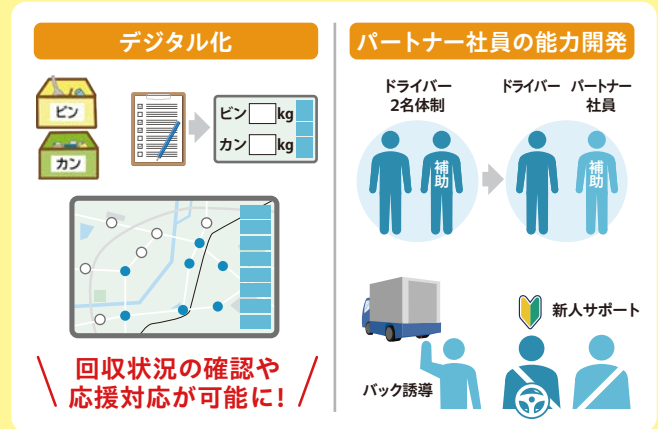 デジタル化
ビン
カン
ビン kg
カン kg
回収状況の確認や
応援対応が可能に!
パートナー社員の能力開発
ドライバー
2名体制
補助
ドライバー
パートナー
社員
補助
バック誘導
新人サポート